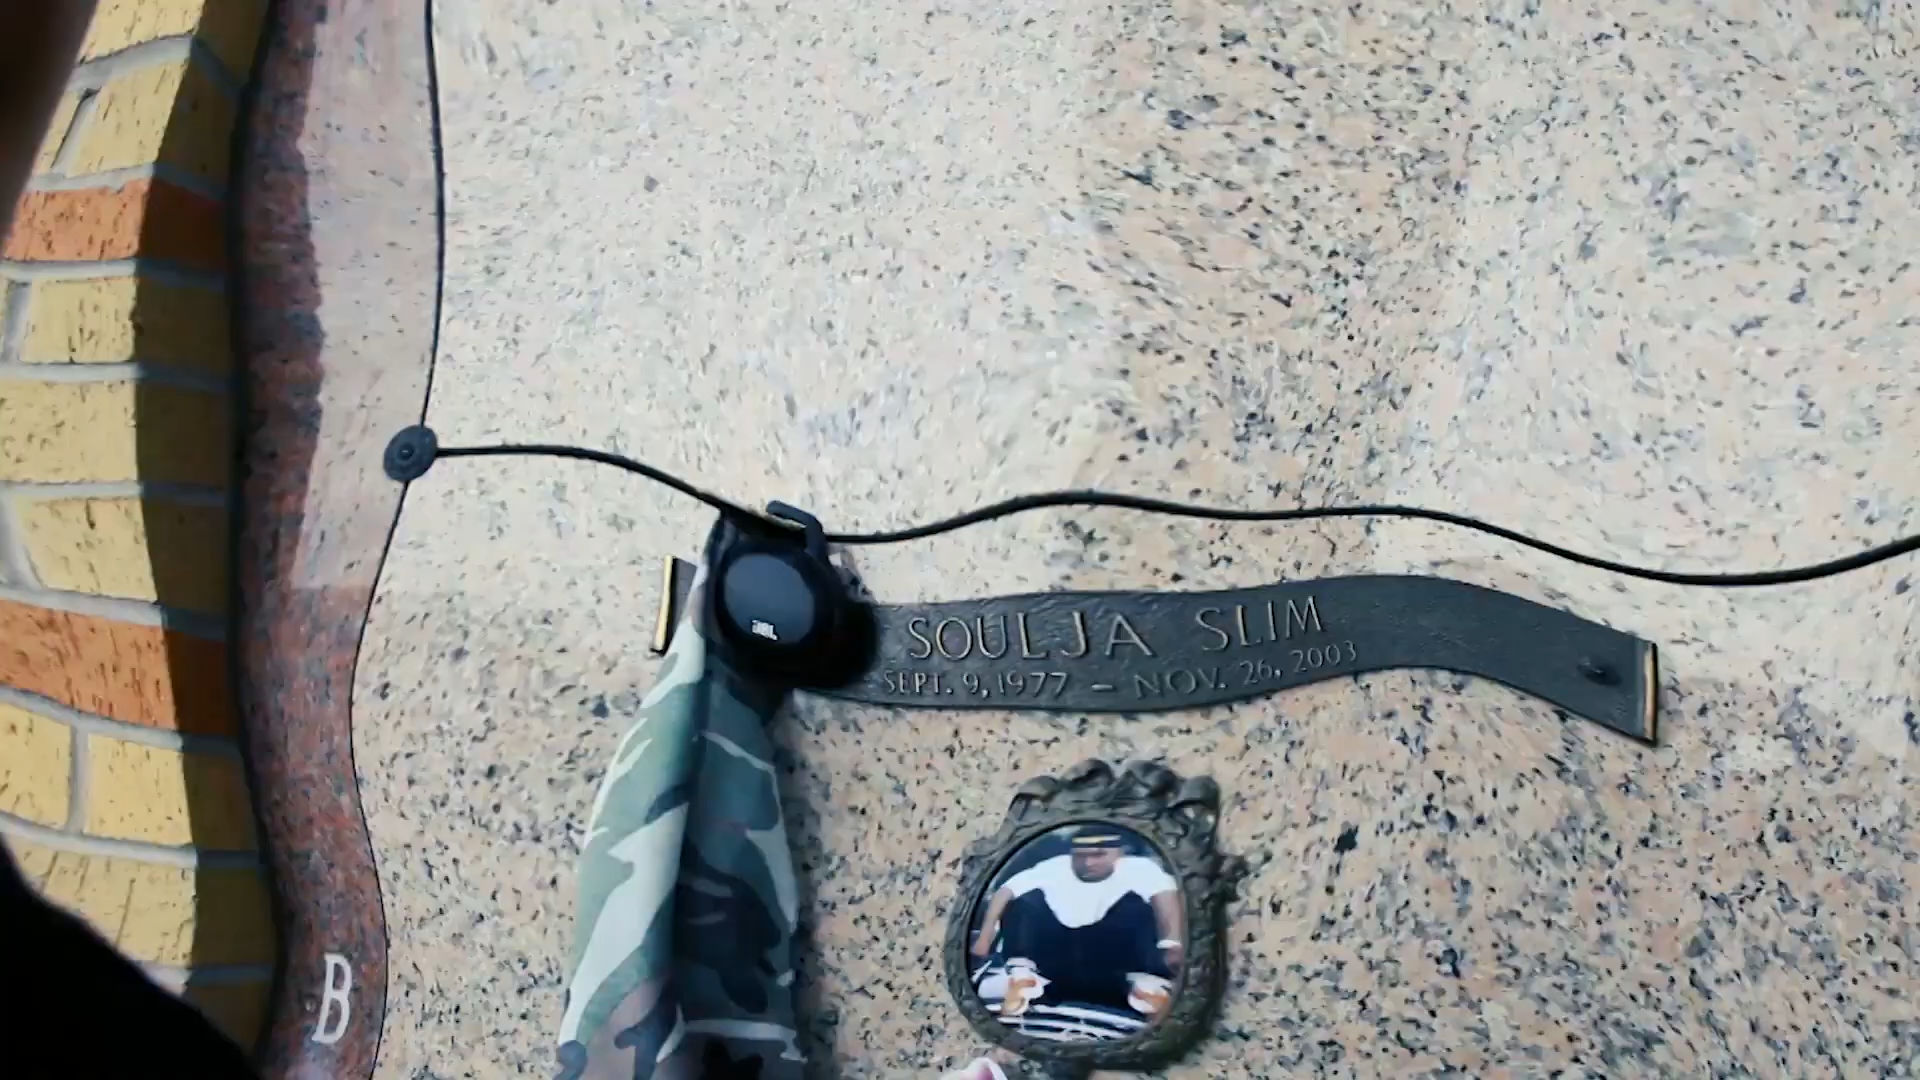 JBL
SOULJA SLIM
SEPT. 9, 1977 – NOV. 26, 2003
B